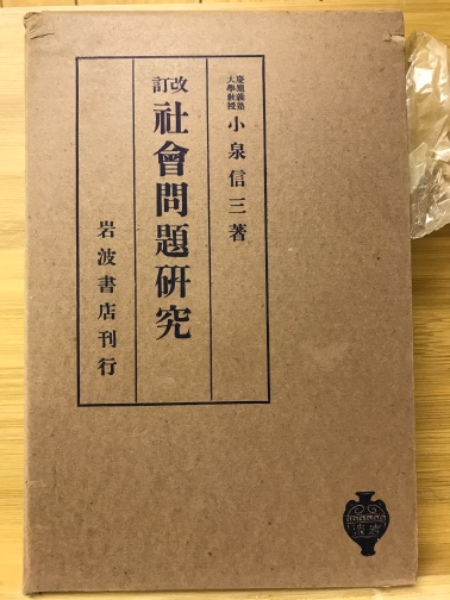 慶應義塾
大學教授
小泉信三著
改訂
社會問題硏究
岩波書店刊行